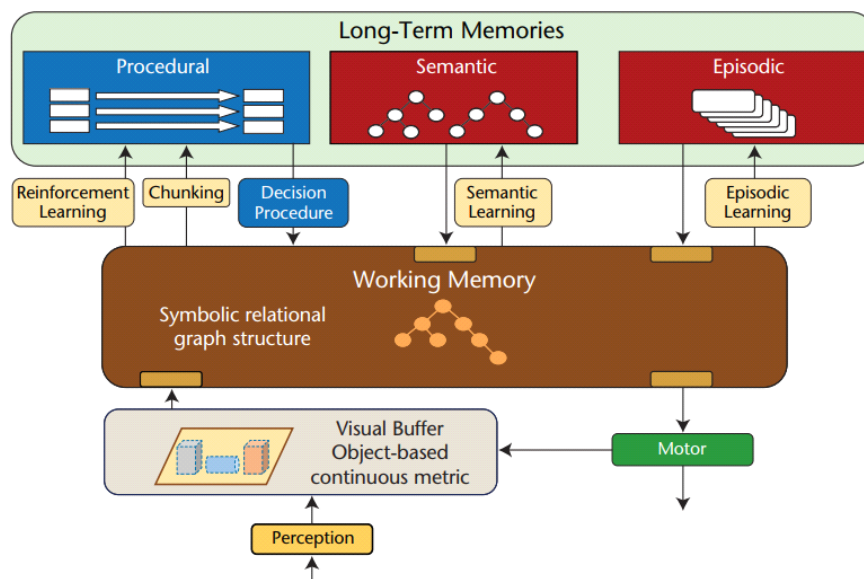 Long-Term Memories
Procedural
Semantic
Episodic
Reinforcement
Learning
Chunking
Decision
Procedure
Semantic
Learning
Episodic
Learning
Working Memory
Symbolic relational
graph structure
Visual Buffer
Object-based
continuous metric
Motor
Perception